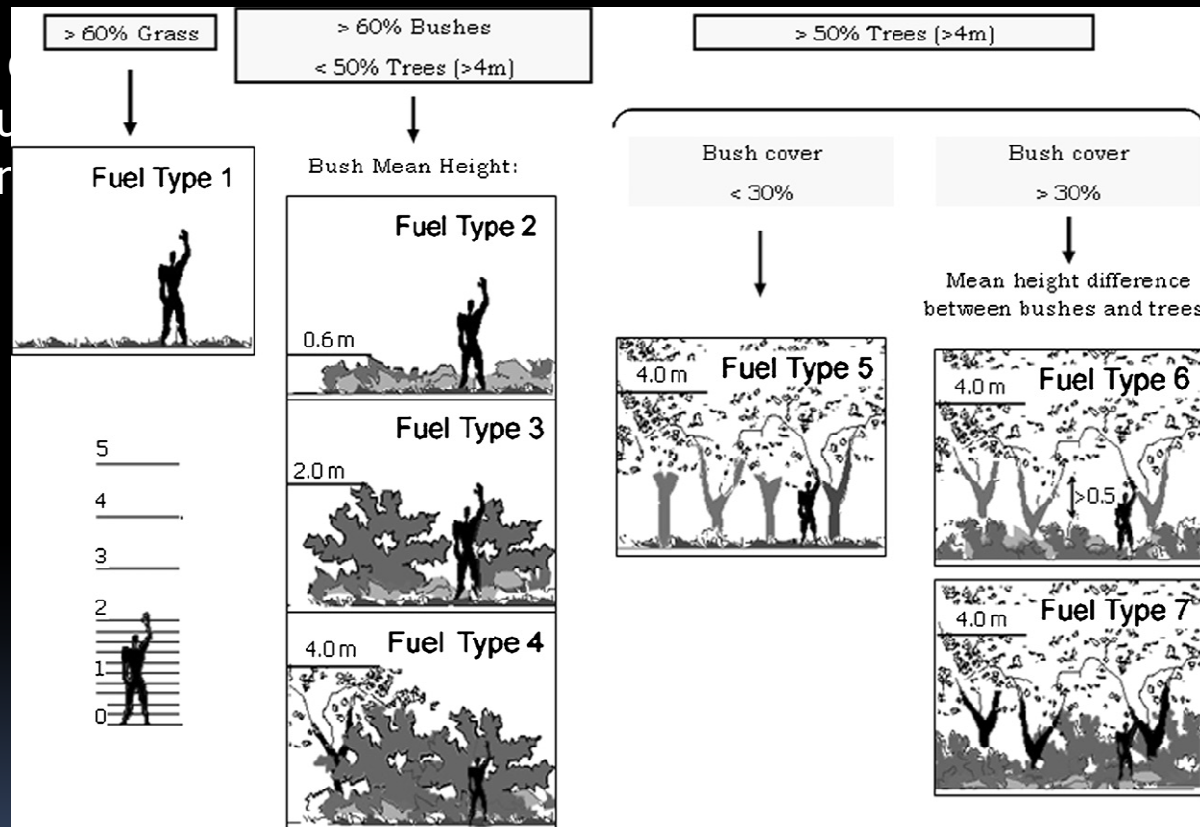 > 60% Grass
> 60% Bushes
< 50% Trees (>4m)
> 50% Trees (>4m)
Fuel Type 1
Bush Mean Height:
Fuel Type 2
0.6 m
Fuel Type 3
2.0 m
Fuel Type 4
4.0 m
5
4
3
2
1
0
Bush cover
< 30%
Fuel Type 5
4.0 m
Bush cover
> 30%
Mean height difference
between bushes and trees
Fuel Type 6
4.0 m
>0.5
Fuel Type 7
4.0 m